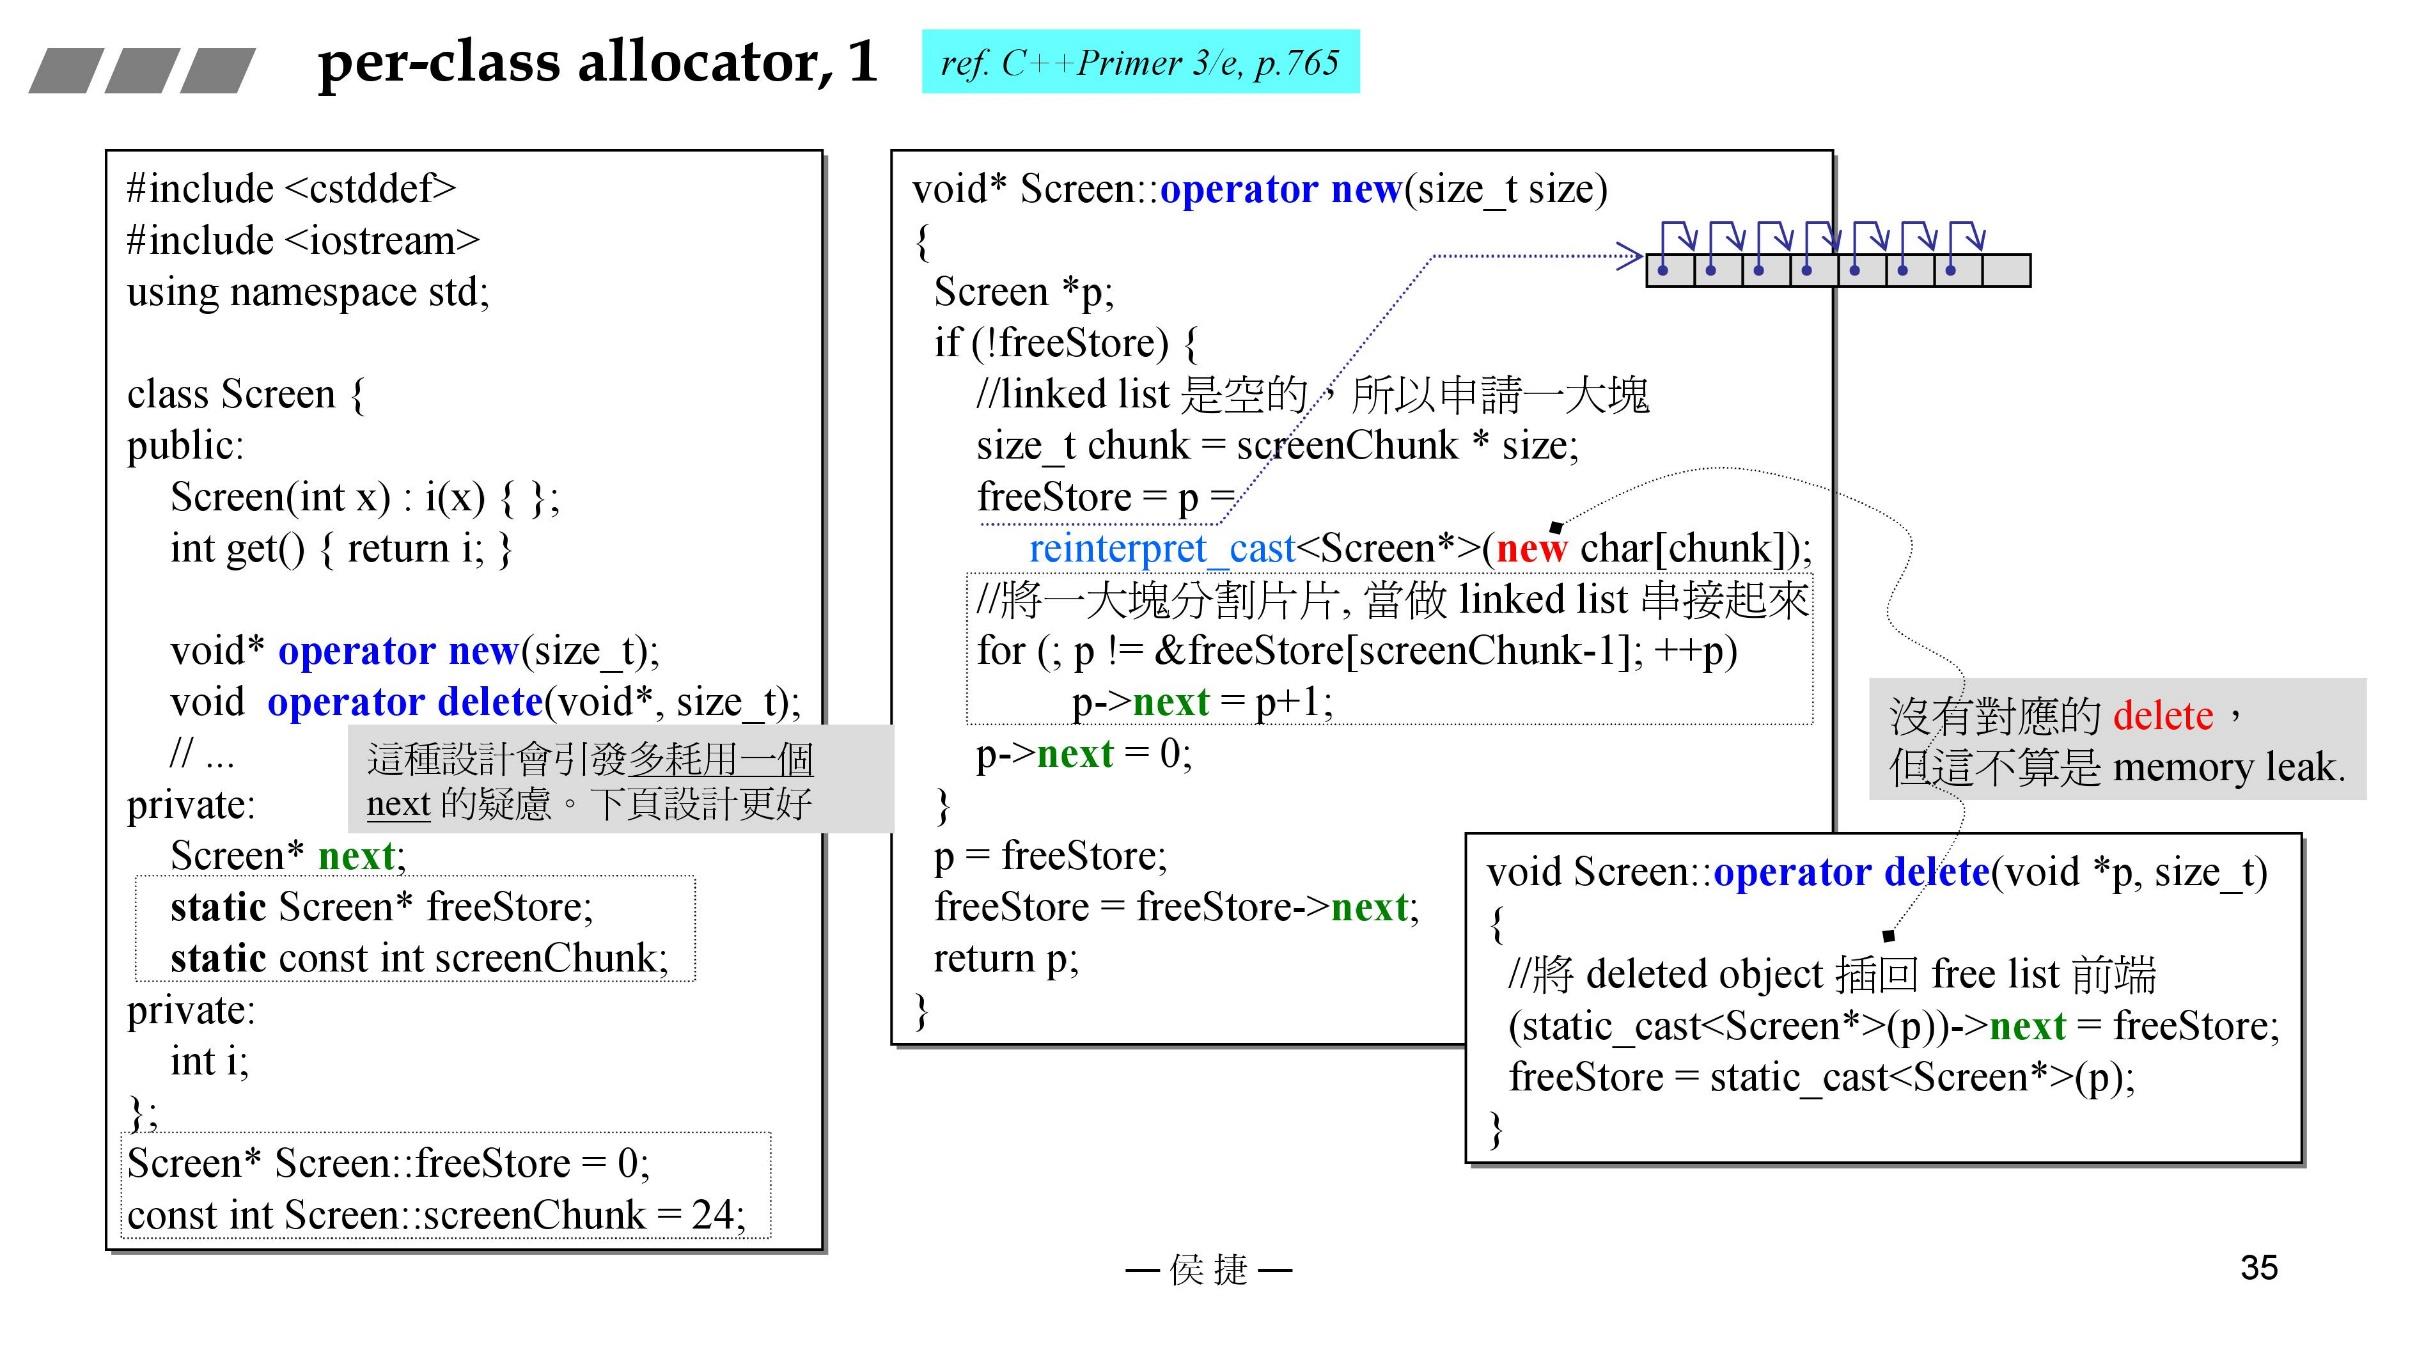 per-class allocator, 1
ref. C++Primer 3/e, p.765
#include <cstddef>
#include <iostream>
using namespace std;
class Screen {
public:
Screen(int x) : i(x) { };
int get() { return i; }
void* operator new(size_t);
void operator delete(void*, size_t);
// ...
這種設計會引發多耗用一個
next 的疑慮。下頁設計更好
private:
Screen* next;
static Screen* freeStore;
static const int screenChunk;
private:
int i;
};
Screen* Screen::freeStore = 0;
const int Screen::screenChunk = 24;
void* Screen::operator new(size_t size)
{
Screen *p;
if (!freeStore) {
//linked list 是空的，所以申請一大塊
size_t chunk = screenChunk * size;
freeStore = p =
reinterpret_cast<Screen*>(new char[chunk]);
//將一大塊分割片片, 當做 linked list 串接起來
for (; p != &freeStore[screenChunk-1]; ++p)
p->next = p+1;
p->next = 0;
}
p = freeStore;
freeStore = freeStore->next;
return p;
}
沒有對應的 delete，
但這不算是 memory leak.
void Screen::operator delete(void *p, size_t)
{
//將 deleted object 插回 free list 前端
(static_cast<Screen*>(p))->next = freeStore;
freeStore = static_cast<Screen*>(p);
}
— 侯 捷 —
35